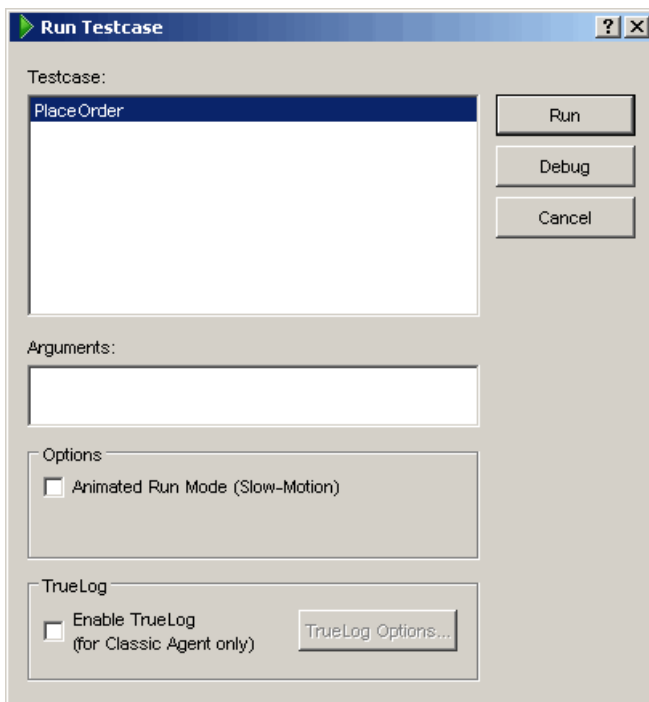 Run Testcase
Testcase:
PlaceOrder
Run
Debug
Cancel
Arguments:
Options
Animated Run Mode (Slow-Motion)
TrueLog
Enable TrueLog
(for Classic Agent only)
TrueLog Options...